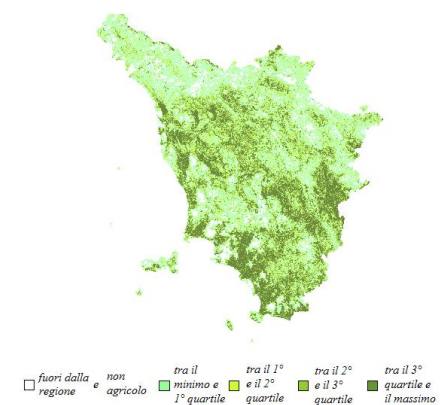 fuori dalla regione e non agricolo
tra il minimo e 1° quartile
tra il 1° e il 2° quartile
tra il 2° e il 3° quartile
tra il 3° quartile e il massimo